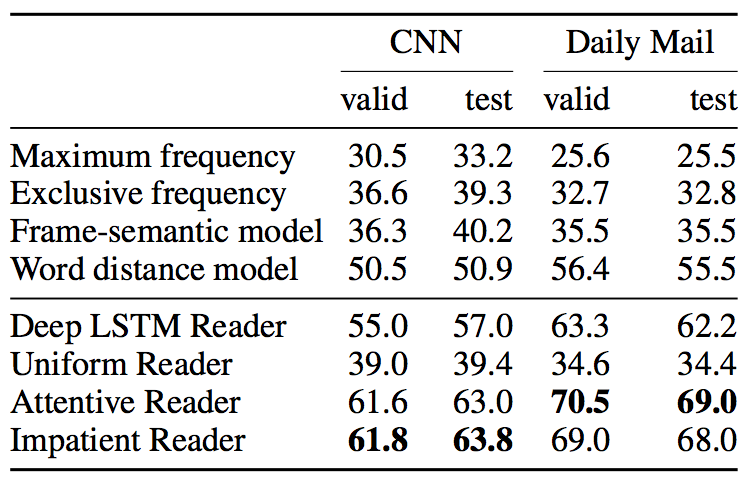 CNN Daily Mail
valid test valid test
Maximum frequency 30.5 33.2 25.6 25.5
Exclusive frequency 36.6 39.3 32.7 32.8
Frame-semantic model 36.3 40.2 35.5 35.5
Word distance model 50.5 50.9 56.4 55.5
Deep LSTM Reader 55.0 57.0 63.3 62.2
Uniform Reader 39.0 39.4 34.6 34.4
Attentive Reader 61.6 63.0 70.5 69.0
Impatient Reader 61.8 63.8 69.0 68.0